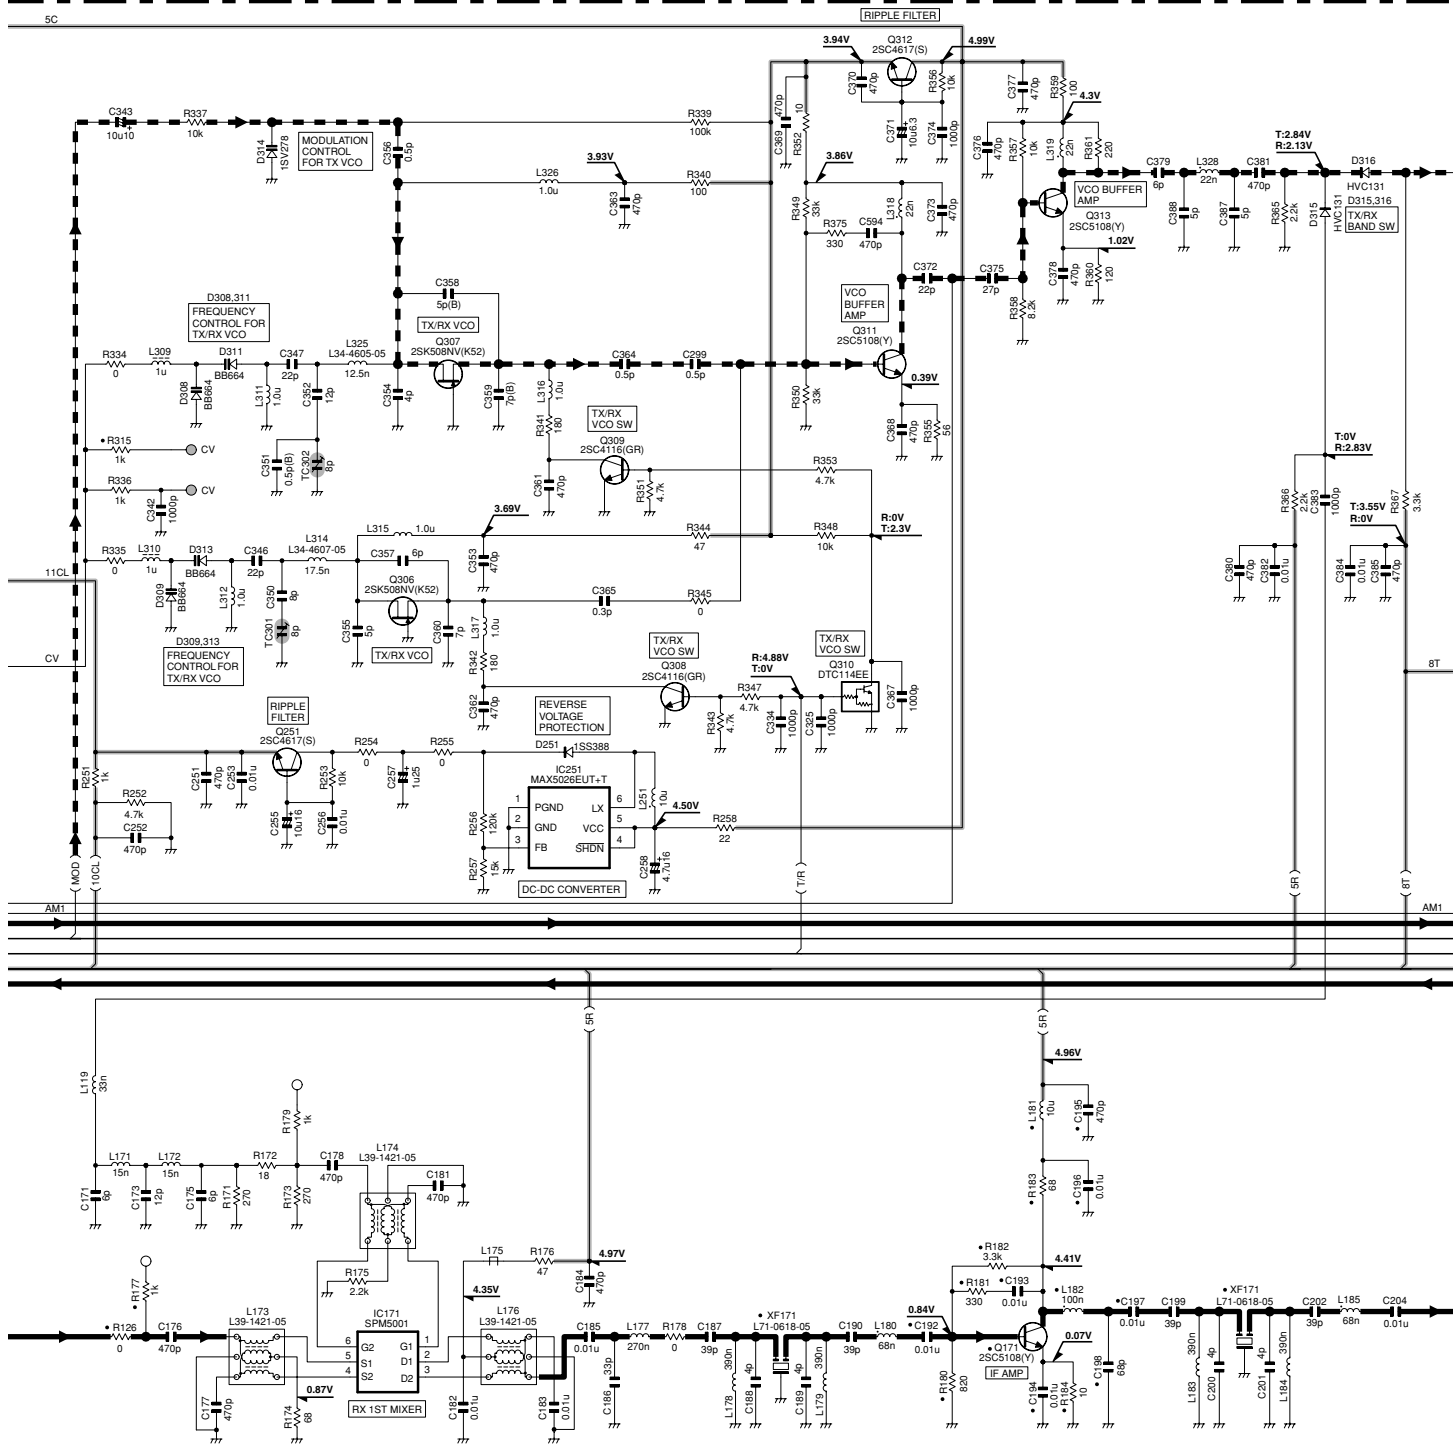 5C
RIPPLE FILTER
Q312
2SC4617(S)
3.94V
4.99V
C370
470p
R356
10k
C377
470p
R359
100
4.3V
C343
10u10
R337
10k
D314
1SV278
MODULATION
CONTROL
FOR TX VCO
C356
0.5p
R339
100k
470p
C369
10
R352
C371
10u6.3
C374
1000p
C376
470p
R357
10k
L319
22n
R361
220
T:2.84V
R:2.13V
3.93V
3.86V
L326
1.0u
C363
470p
R340
100
R349
33k
R375
330
C594
470p
L318
22n
C373
470p
VCO BUFFER
AMP
Q313
2SC5108(Y)
1.02V
C379
6p
L328
22n
C381
470p
C388
5p
C387
5p
R365
2.2k
D316
HVC131
D315
HVC131
D315,316
TX/RX
BAND SW
C378
470p
R360
120
C358
5p(B)
VCO
BUFFER
AMP
Q311
2SC5108(Y)
C372
22p
C375
27p
R358
8.2k
D308,311
FREQUENCY
CONTROL FOR
TX/RX VCO
TX/RX VCO
Q307
2SK508NV(K52)
R334
0
L309
1u
D311
BB664
C347
22p
L325
L34-4605-05
12.5n
C364
0.5p
C299
0.5p
D308
BB664
L311
1.0u
C352
12p
C354
4p
C359
7p(B)
L316
1.0u
R341
180
0.39V
R350
33k
C368
470p
R355
56
TX/RX
VCO SW
Q309
2SC4116(GR)
R315
1k
CV
C351
0.5p(B)
TC302
8p
R353
4.7k
T:0V
R:2.83V
R336
1k
CV
C342
1000p
C361
470p
R351
4.7k
R366
2.2k
C383
1000p
R367
3.3k
T:3.55V
R:0V
3.69V
R:0V
T:2.3V
L314
L34-4607-05
17.5n
L315
1.0u
R344
47
R348
10k
R335
0
L310
1u
D313
BB664
C346
22p
C357
6p
C353
470p
C380
470p
C382
0.01u
C384
0.01u
C385
470p
11CL
Q306
2SK508NV(K52)
D309
BB664
L312
1.0u
C350
8p
TC301
8p
C365
0.3p
R345
0
C355
5p
C360
7p
L317
1.0u
R342
180
D309,313
FREQUENCY
CONTROL FOR
TX/RX VCO
TX/RX VCO
TX/RX
VCO SW
Q308
2SC4116(GR)
R:4.88V
T:0V
TX/RX
VCO SW
Q310
DTC114EE
CV
8T
C362
470p
R347
4.7k
R343
4.7k
C334
1000p
C325
1000p
C367
1000p
RIPPLE
FILTER
Q251
2SC4617(S)
REVERSE
VOLTAGE
PROTECTION
R254
0
R255
0
D251
1SS388
R251
1k
C251
470p
C253
0.01u
R253
10k
C257
1u25
IC251
MAX5026EUT+T
R252
4.7k
C252
470p
C255
10u16
C256
0.01u
R256
120k
R257
15k
1
2
3
PGND
GND
FB
LX
VCC
SHDN
6
5
4
L251
10u
4.50V
R258
22
C258
4.7u16
DC-DC CONVERTER
MOD
10CL
T/R
5R
8T
AM1
AM1
5R
5R
4.96V
L119
33n
R179
1k
L181
10u
C195
470p
L171
15n
L172
15n
R172
18
C178
470p
L174
L39-1421-05
C181
470p
C171
6p
C173
12p
C175
6p
R171
270
R173
270
R183
68
C196
0.01u
R177
1k
R175
2.2k
L175
R176
47
4.97V
C184
470p
4.35V
R182
3.3k
4.41V
R181
330
C193
0.01u
L182
100n
R126
0
C176
470p
L173
L39-1421-05
IC171
SPM5001
L176
L39-1421-05
C185
0.01u
L177
270n
R178
0
C187
39p
XF171
L71-0618-05
C190
39p
L180
68n
0.84V
C192
0.01u
C197
0.01u
C199
39p
XF171
L71-0618-05
C202
39p
L185
68n
C204
0.01u
6
5
4
G2
S1
S2
G1
D1
D2
1
2
3
Q171
2SC5108(Y)
0.07V
IF AMP
C177
470p
0.87V
R174
68
RX 1ST MIXER
C182
0.01u
C183
0.01u
C186
33p
L178
390n
C188
4p
C189
4p
L179
390n
R180
820
C194
0.01u
R184
10
C198
68p
L183
390n
C200
4p
C201
4p
L184
390n